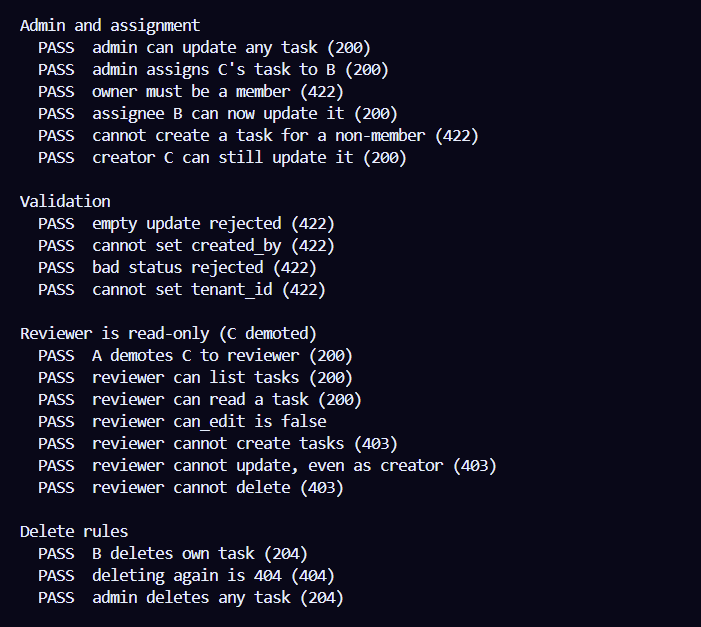 Admin and assignment
PASS admin can update any task (200)
PASS admin assigns C's task to B (200)
PASS owner must be a member (422)
PASS assignee B can now update it (200)
PASS cannot create a task for a non-member (422)
PASS creator C can still update it (200)
Validation
PASS empty update rejected (422)
PASS cannot set created_by (422)
PASS bad status rejected (422)
PASS cannot set tenant_id (422)
Reviewer is read-only (C demoted)
PASS A demotes C to reviewer (200)
PASS reviewer can list tasks (200)
PASS reviewer can read a task (200)
PASS reviewer can_edit is false
PASS reviewer cannot create tasks (403)
PASS reviewer cannot update, even as creator (403)
PASS reviewer cannot delete (403)
Delete rules
PASS B deletes own task (204)
PASS deleting again is 404 (404)
PASS admin deletes any task (204)